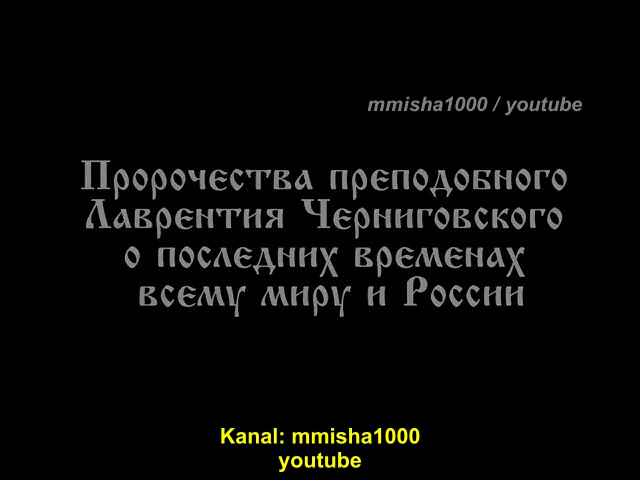 mmisha1000 / youtube
Пророчества преподобного
Лаврентия Черниговского
о последних временах
всему миру и России
Kanal: mmisha1000
youtube